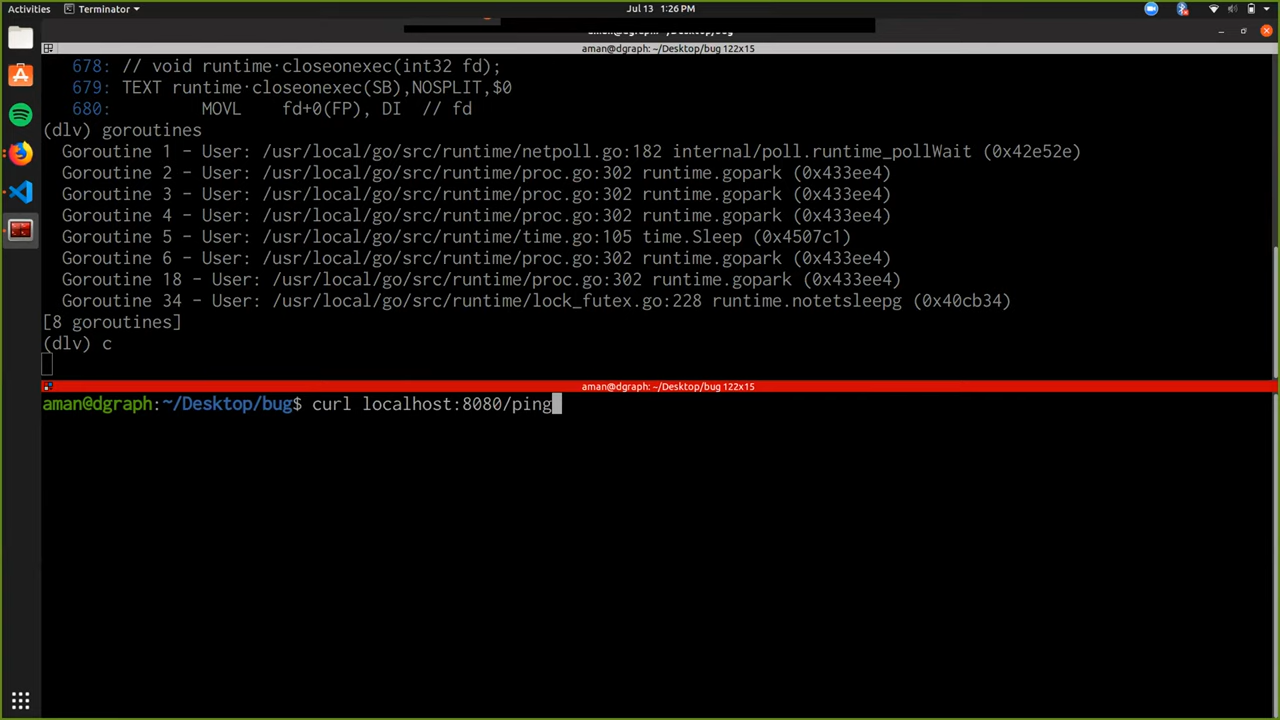 Activities
Terminator
Jul 13 1:26 PM
aman@dgraph: ~/Desktop/bug 122x15
678: // void runtime·closeonexec(int32 fd);
679: TEXT runtime·closeonexec(SB),NOSPLIT,$0
680: MOVL fd+0(FP), DI // fd
(dlv) goroutines
Goroutine 1 - User: /usr/local/go/src/runtime/netpoll.go:182 internal/poll.runtime_pollWait (0x42e52e)
Goroutine 2 - User: /usr/local/go/src/runtime/proc.go:302 runtime.gopark (0x433ee4)
Goroutine 3 - User: /usr/local/go/src/runtime/proc.go:302 runtime.gopark (0x433ee4)
Goroutine 4 - User: /usr/local/go/src/runtime/proc.go:302 runtime.gopark (0x433ee4)
Goroutine 5 - User: /usr/local/go/src/runtime/time.go:105 time.Sleep (0x4507c1)
Goroutine 6 - User: /usr/local/go/src/runtime/proc.go:302 runtime.gopark (0x433ee4)
Goroutine 18 - User: /usr/local/go/src/runtime/proc.go:302 runtime.gopark (0x433ee4)
Goroutine 34 - User: /usr/local/go/src/runtime/lock_futex.go:228 runtime.notetsleepg (0x40cb34)
[8 goroutines]
(dlv) c
aman@dgraph: ~/Desktop/bug 122x15
aman@dgraph:~/Desktop/bug$ curl localhost:8080/ping